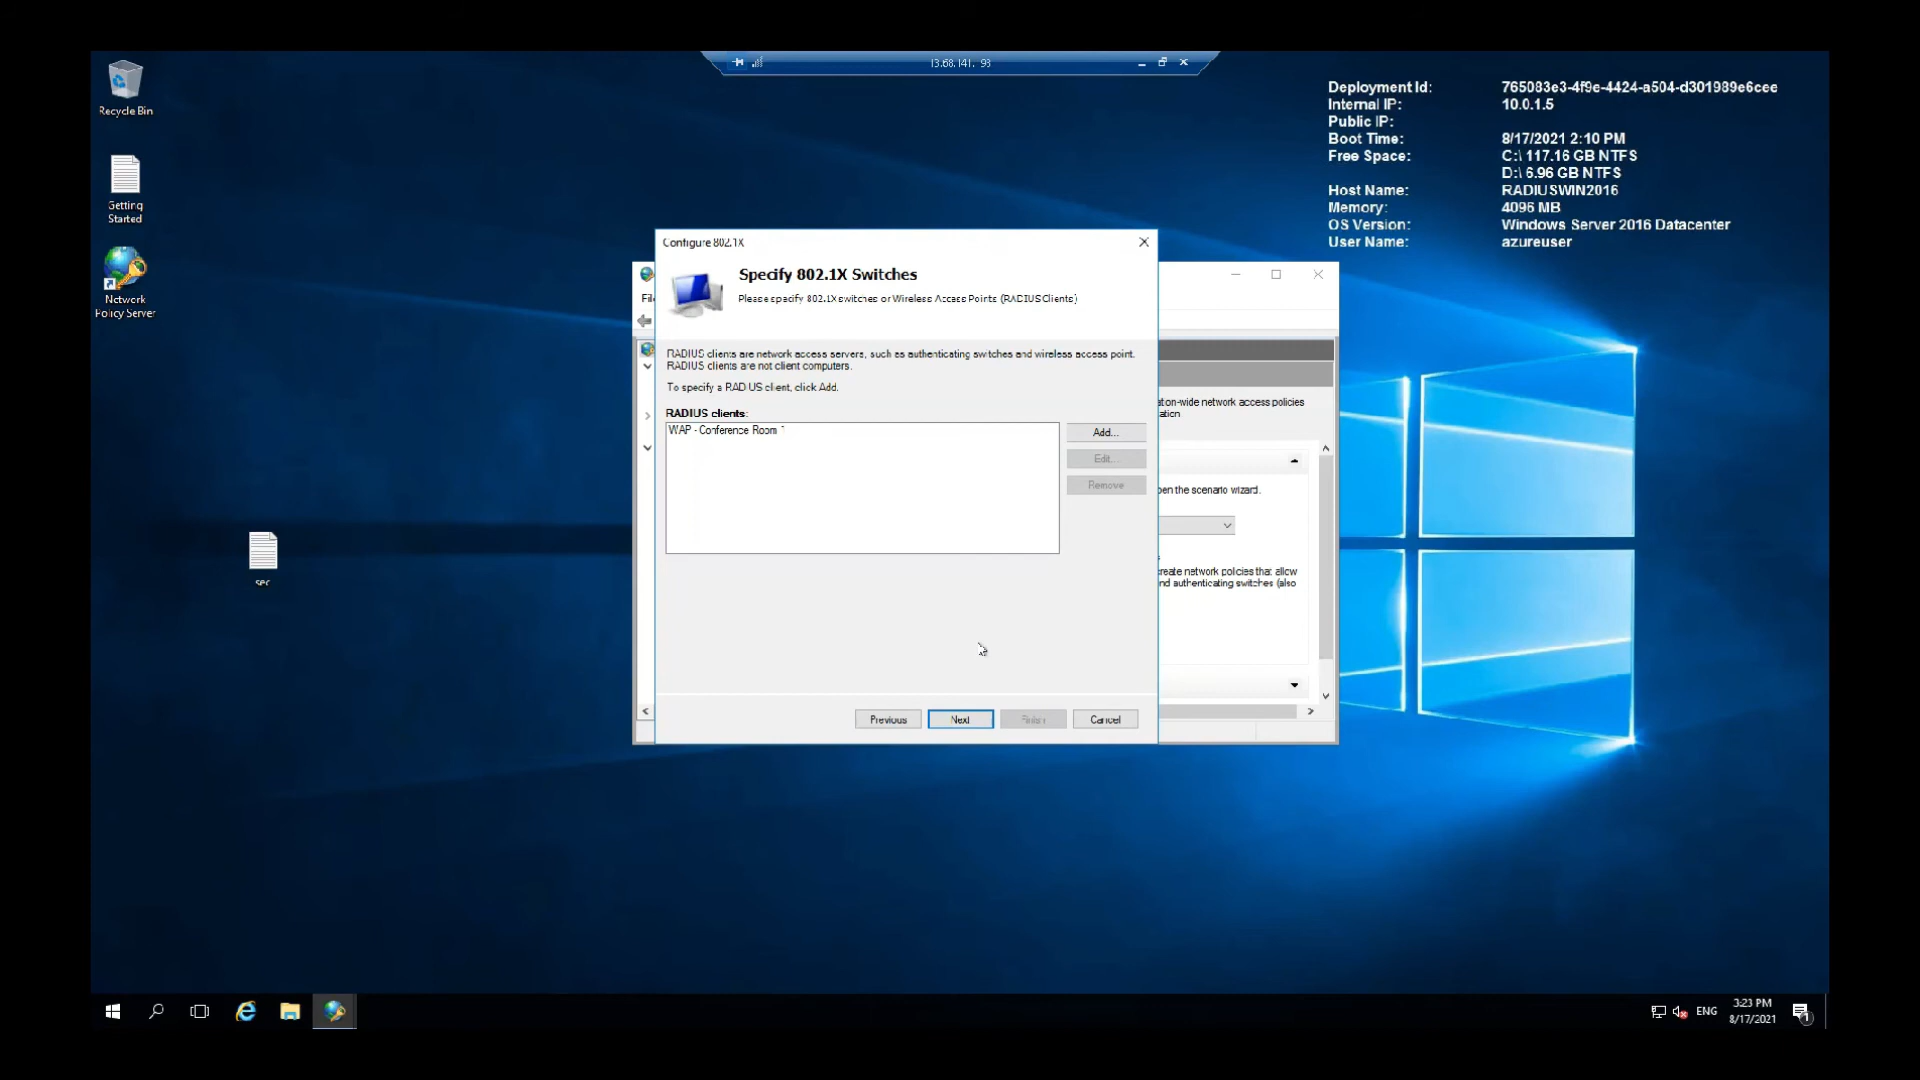 13.68.141.
Recycle Bin
Getting
Started
Network
Policy Server
sec
Deployment Id: 765083e3-4f9e-4424-a504-d301989e6cee
Internal IP: 10.0.1.5
Public IP:
Boot Time: 8/17/2021 2:10 PM
Free Space: C:\ 117.16 GB NTFS
D:\ 6.96 GB NTFS
Host Name: RADIUSWIN2016
Memory: 4096 MB
OS Version: Windows Server 2016 Datacenter
User Name: azureuser
Configure 802.1X
Specify 802.1X Switches
Please specify 802.1X switches or Wireless Access Points (RADIUS Clients)
RADIUS clients are network access servers, such as authenticating switches and wireless access point.
RADIUS clients are not client computers.
To specify a RADIUS client, click Add.
RADIUS clients:
WAP - Conference Room
Add...
Edit...
Remove
Previous
Next
Finish
Cancel
ation-wide network access policies
ation
pen the scenario wizard.
create network policies that allow
nd authenticating switches (also
ENG
3:23 PM
8/17/2021
1